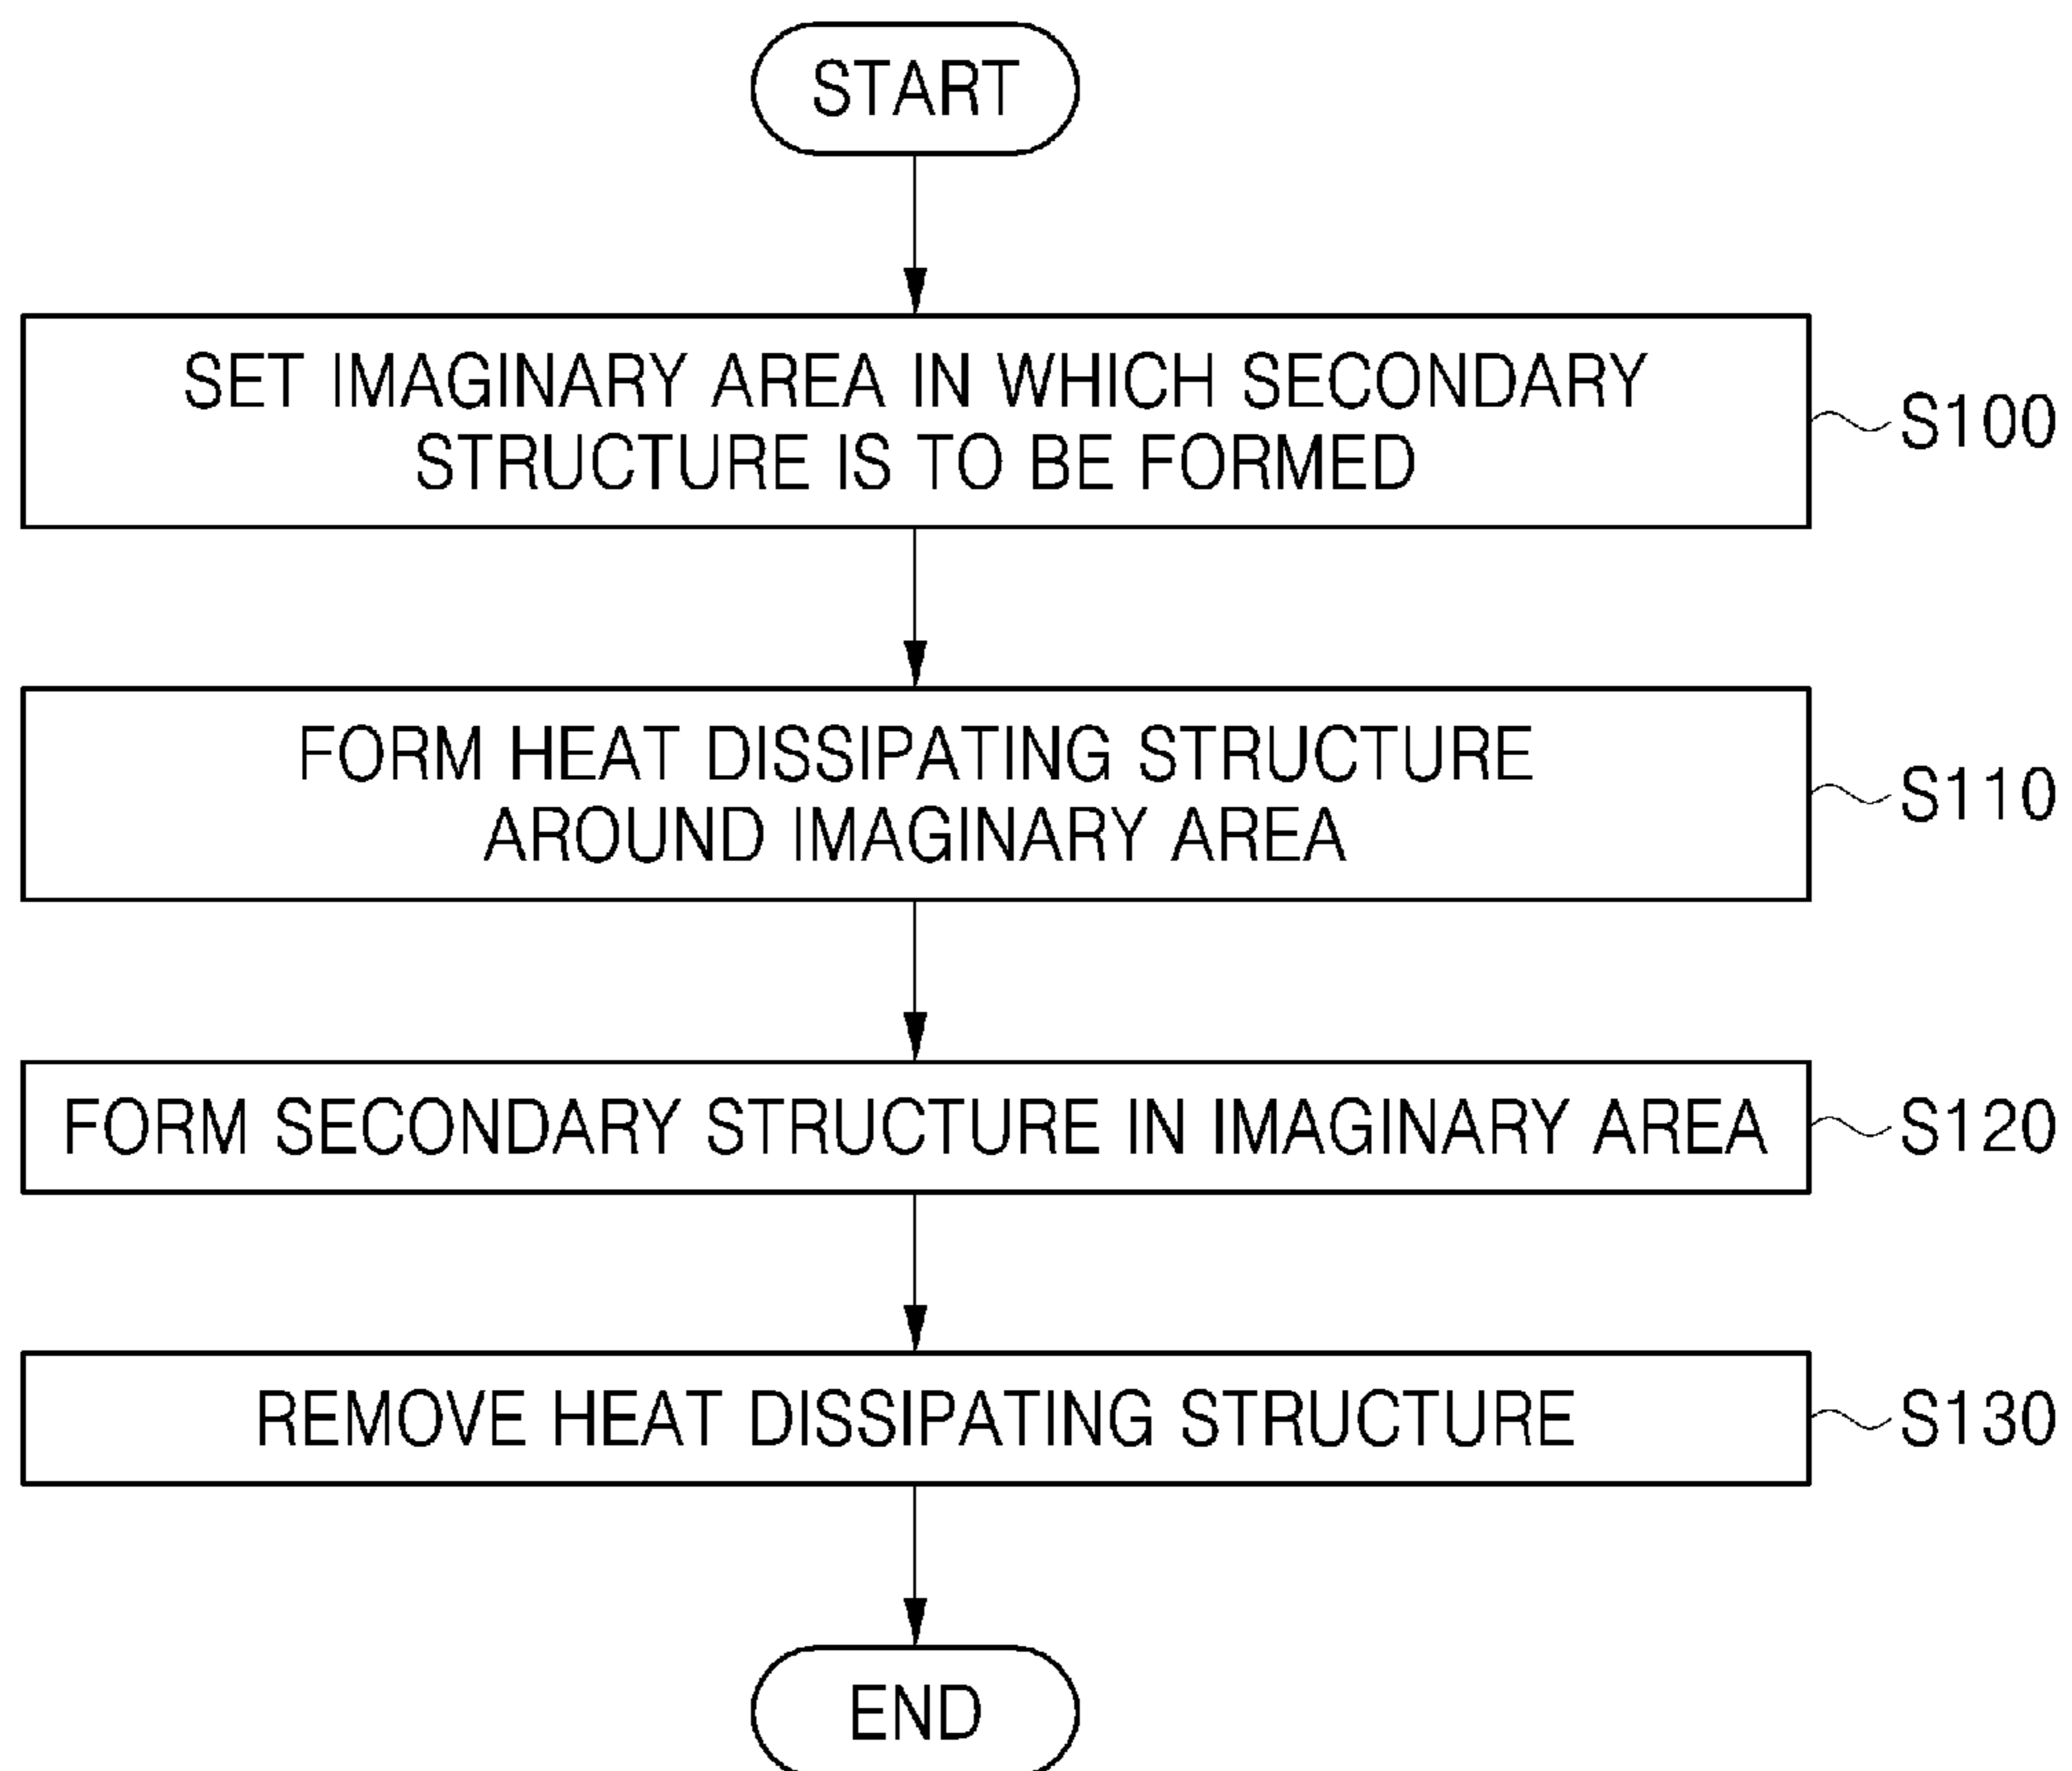 START
SET IMAGINARY AREA IN WHICH SECONDARY
STRUCTURE IS TO BE FORMED
S100
FORM HEAT DISSIPATING STRUCTURE
AROUND IMAGINARY AREA
S110
FORM SECONDARY STRUCTURE IN IMAGINARY AREA
S120
REMOVE HEAT DISSIPATING STRUCTURE
S130
END